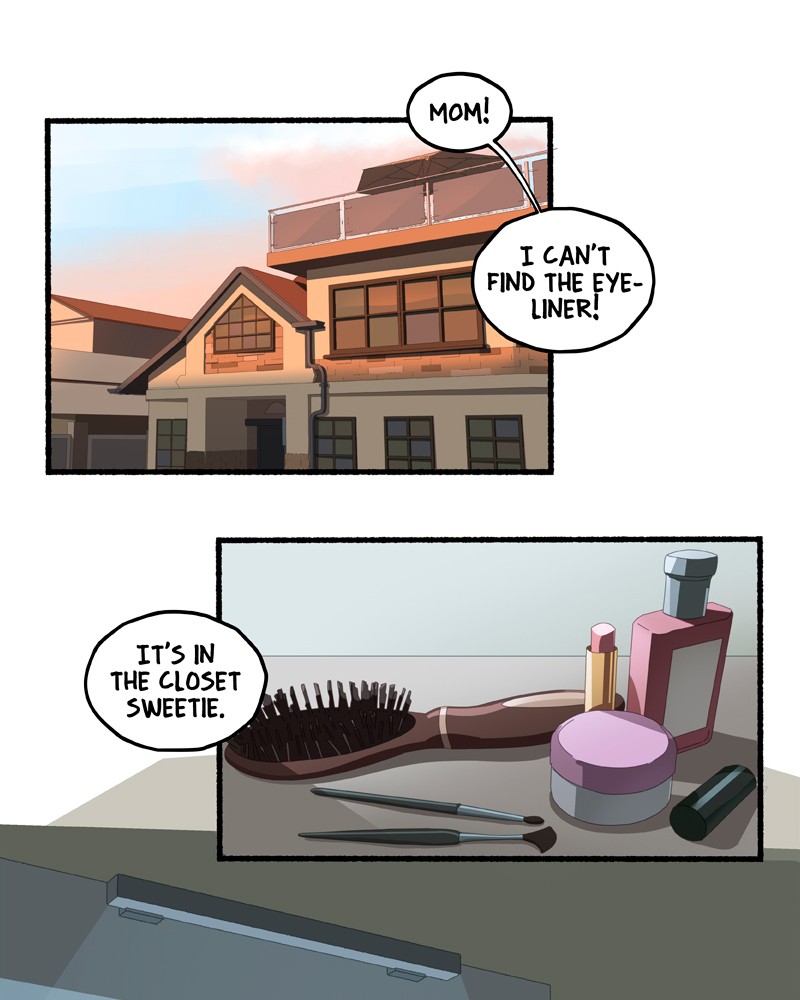 MOM!
I CAN'T
FIND THE EYE-
LINER!
IT'S IN
THE CLOSET
SWEETIE.